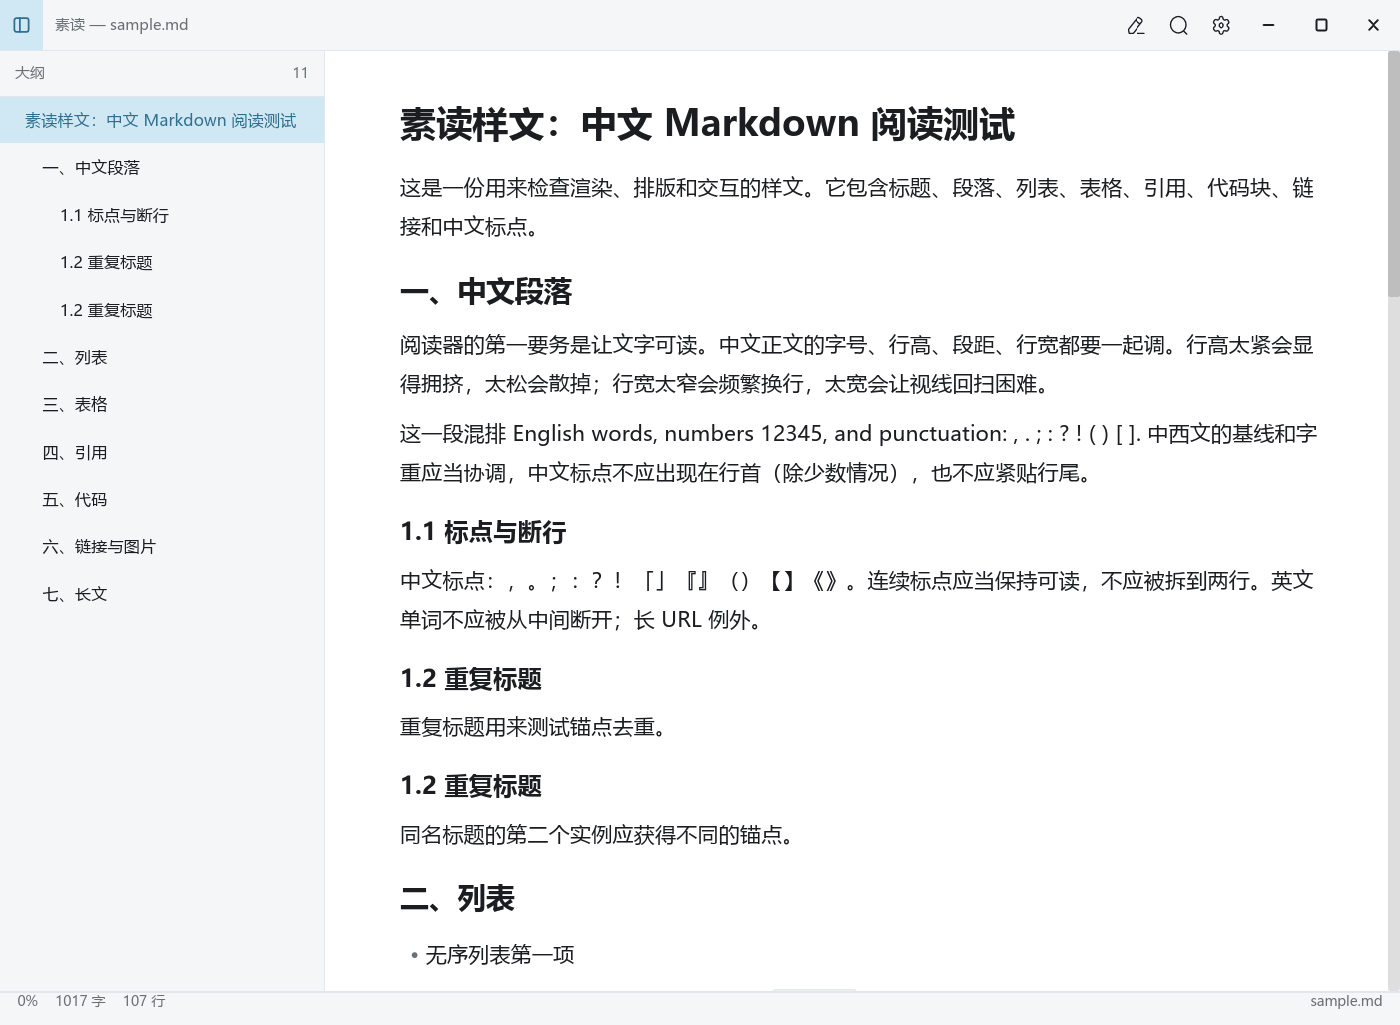 素读 — sample.md
大纲 11
素读样文：中文 Markdown 阅读测试
一、中文段落
1.1 标点与断行
1.2 重复标题
1.2 重复标题
二、列表
三、表格
四、引用
五、代码
六、链接与图片
七、长文
素读样文：中文 Markdown 阅读测试
这是一份用来检查渲染、排版和交互的样文。它包含标题、段落、列表、表格、引用、代码块、链
接和中文标点。
一、中文段落
阅读器的第一要务是让文字可读。中文正文的字号、行高、段距、行宽都要一起调。行高太紧会显
得拥挤，太松会散掉；行宽太窄会频繁换行，太宽会让视线回扫困难。
这一段混排 English words, numbers 12345, and punctuation: , . ; : ? ! ( ) [ ]. 中西文的基线和字
重应当协调，中文标点不应出现在行首（除少数情况），也不应紧贴行尾。
1.1 标点与断行
中文标点：，。；：？！「」『』（）【】《》。连续标点应当保持可读，不应被拆到两行。英文
单词不应被从中间断开；长 URL 例外。
1.2 重复标题
重复标题用来测试锚点去重。
1.2 重复标题
同名标题的第二个实例应获得不同的锚点。
二、列表
• 无序列表第一项
0% 1017 字 107 行 sample.md